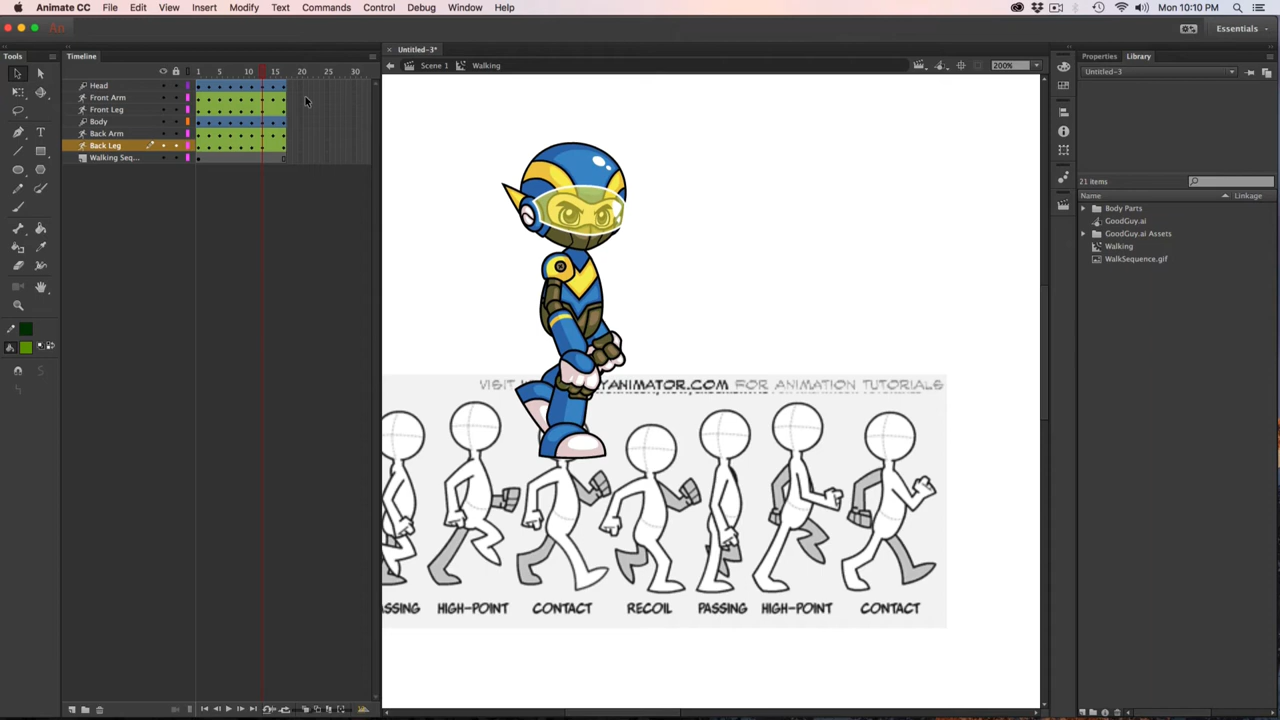 Animate CC File Edit View Insert Modify Text Commands Control Debug Window Help Mon 10:10 PM
An Essentials
Tools Timeline Untitled-3* Properties Library
Scene 1 Walking 200% Untitled-3
1 5 10 15 20 25 30
Head
Front Arm
Front Leg
Body
Back Arm
Back Leg
Walking Seq...
21 items
Name Linkage
Body Parts
GoodGuy.ai
GoodGuy.ai Assets
Walking
WalkSequence.gif
VISIT YANIMATOR.COM FOR ANIMATION TUTORIALS
ASSING HIGH-POINT CONTACT RECOIL PASSING HIGH-POINT CONTACT